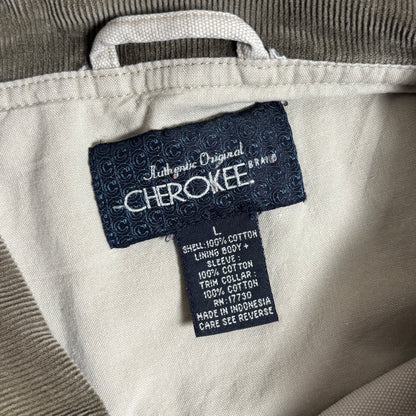 Authentic Original
CHEROKEE
BRAND
L
SHELL:100% COTTON
LINING BODY +
SLEEVE :
100% COTTON
TRIM COLLAR :
100% COTTON
RN:17730
MADE IN INDONESIA
CARE SEE REVERSE